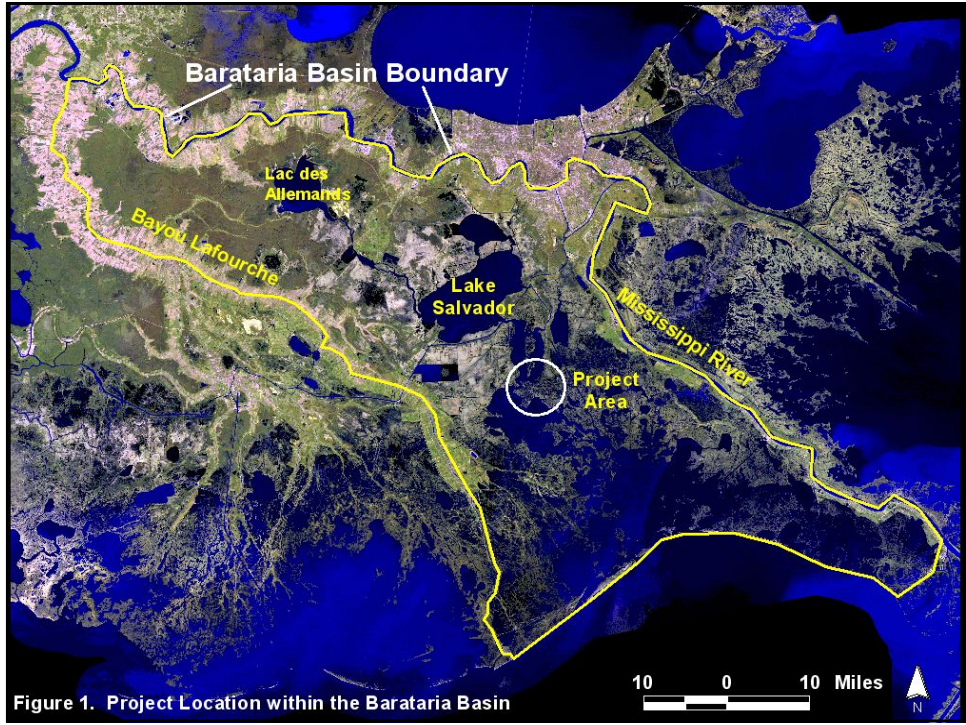 Barataria Basin Boundary
Lac des
Allemands
Bayou Lafourche
Lake
Salvador
Mississippi River
Project
Area
10 0 10 Miles
N
Figure 1. Project Location within the Barataria Basin